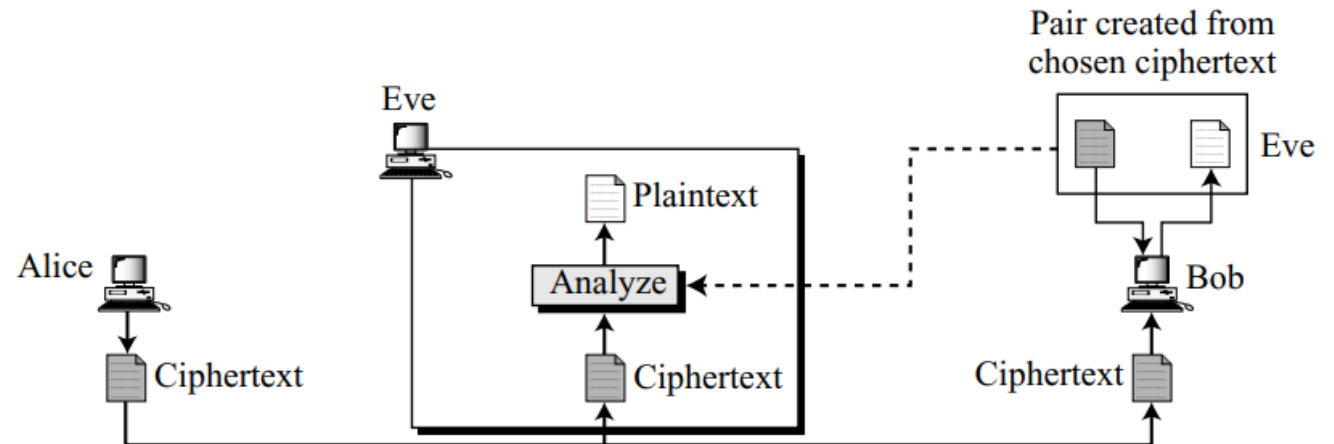 Pair created from
chosen ciphertext
Eve
Eve
Plaintext
Alice
Analyze
Bob
Ciphertext
Ciphertext
Ciphertext